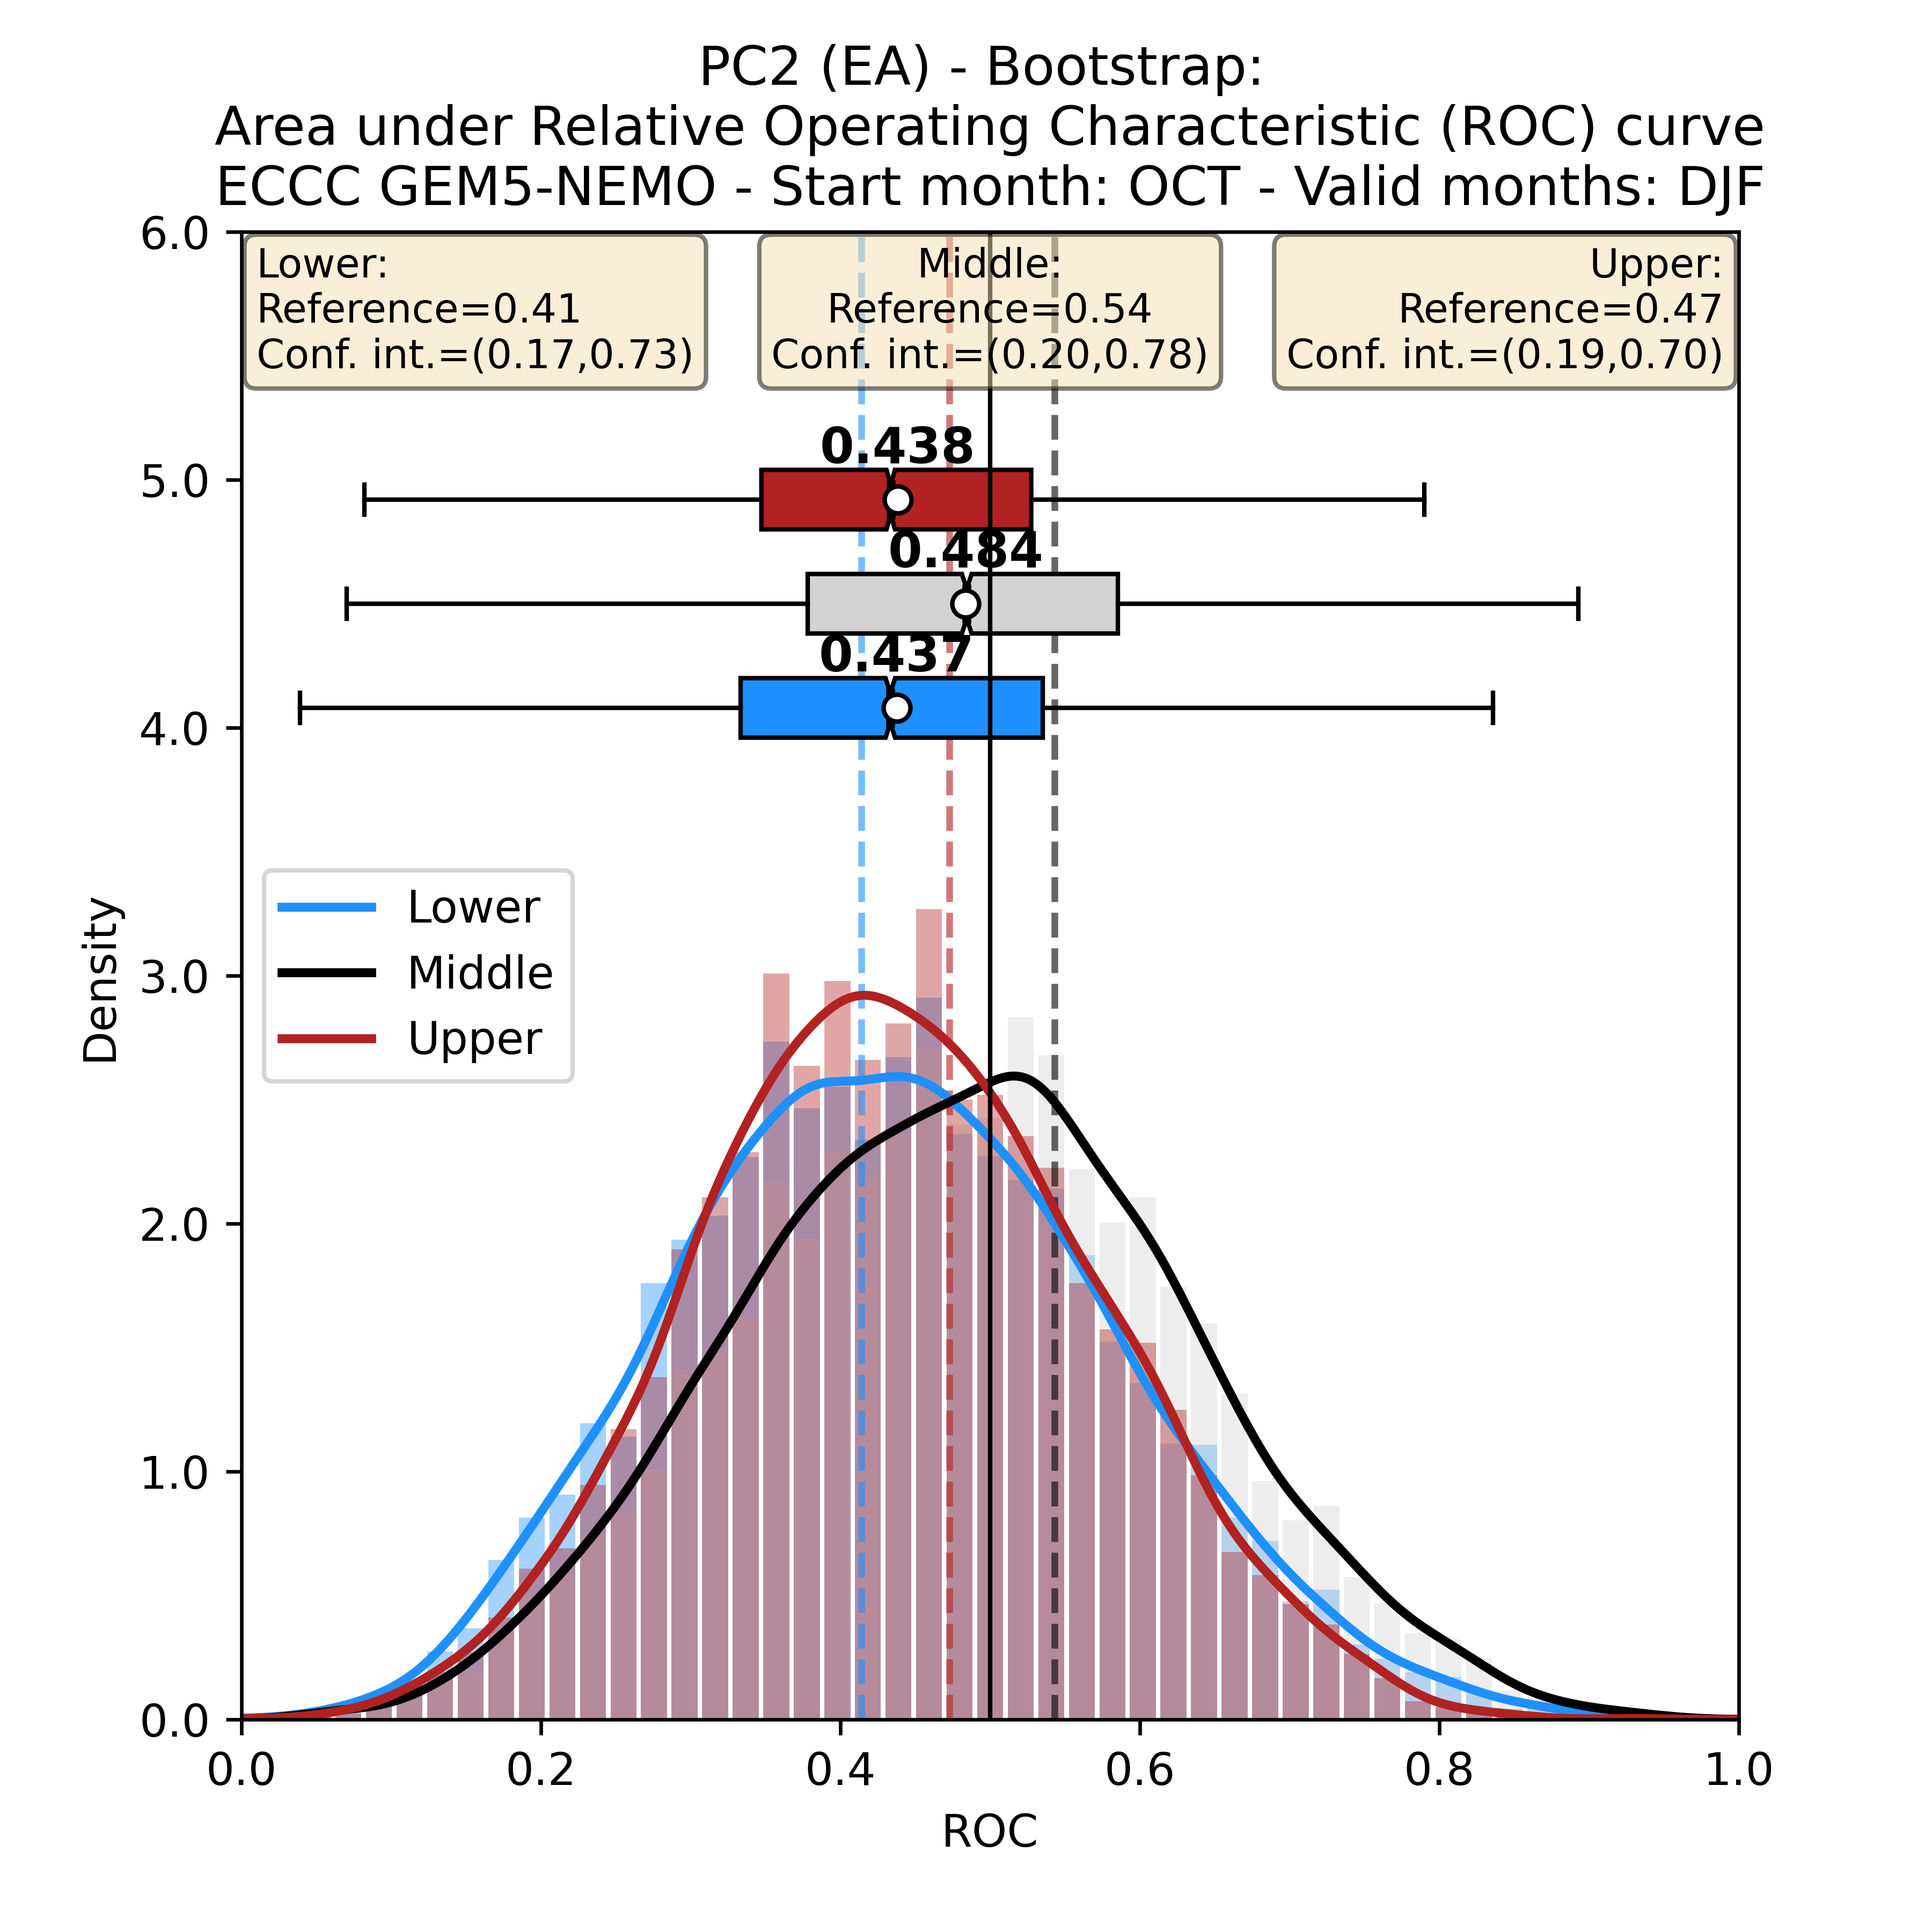 PC2 (EA) - Bootstrap:
Area under Relative Operating Characteristic (ROC) curve
ECCC GEM5-NEMO - Start month: OCT - Valid months: DJF
Lower:
Reference=0.41
Conf. int.=(0.17,0.73)
Middle:
Reference=0.54
Conf. int.=(0.20,0.78)
Upper:
Reference=0.47
Conf. int.=(0.19,0.70)
0.438
0.484
0.437
Lower
Middle
Upper
6.0
5.0
4.0
3.0
2.0
1.0
0.0
Density
0.0 0.2 0.4 0.6 0.8 1.0
ROC